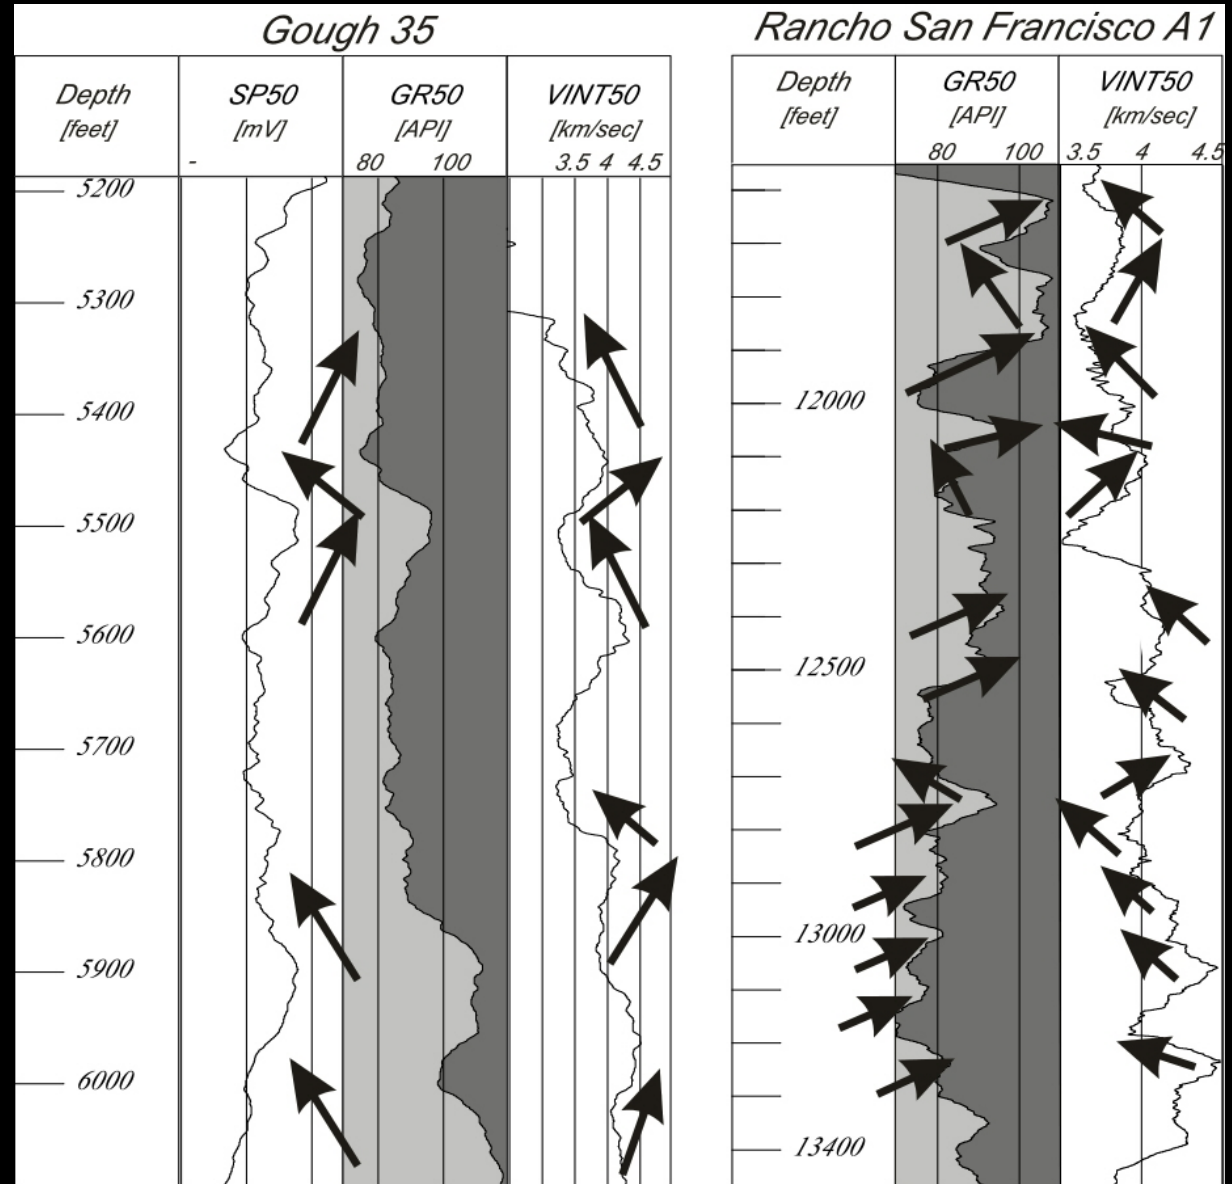 Gough 35
Depth
[feet]
SP50
[mV]
-
GR50
[API]
80 100
VINT50
[km/sec]
3.5 4 4.5
5200
5300
5400
5500
5600
5700
5800
5900
6000
Rancho San Francisco A1
Depth
[feet]
GR50
[API]
80 100
VINT50
[km/sec]
3.5 4 4.5
12000
12500
13000
13400